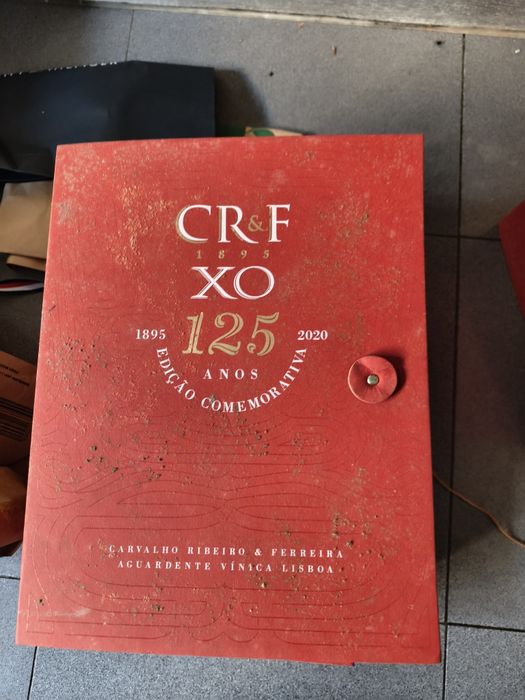 CR&F
1895
XO
1895 125 2020
ANOS
EDIÇÃO COMEMORATIVA
CARVALHO RIBEIRO & FERREIRA
AGUARDENTE VÍNICA LISBOA